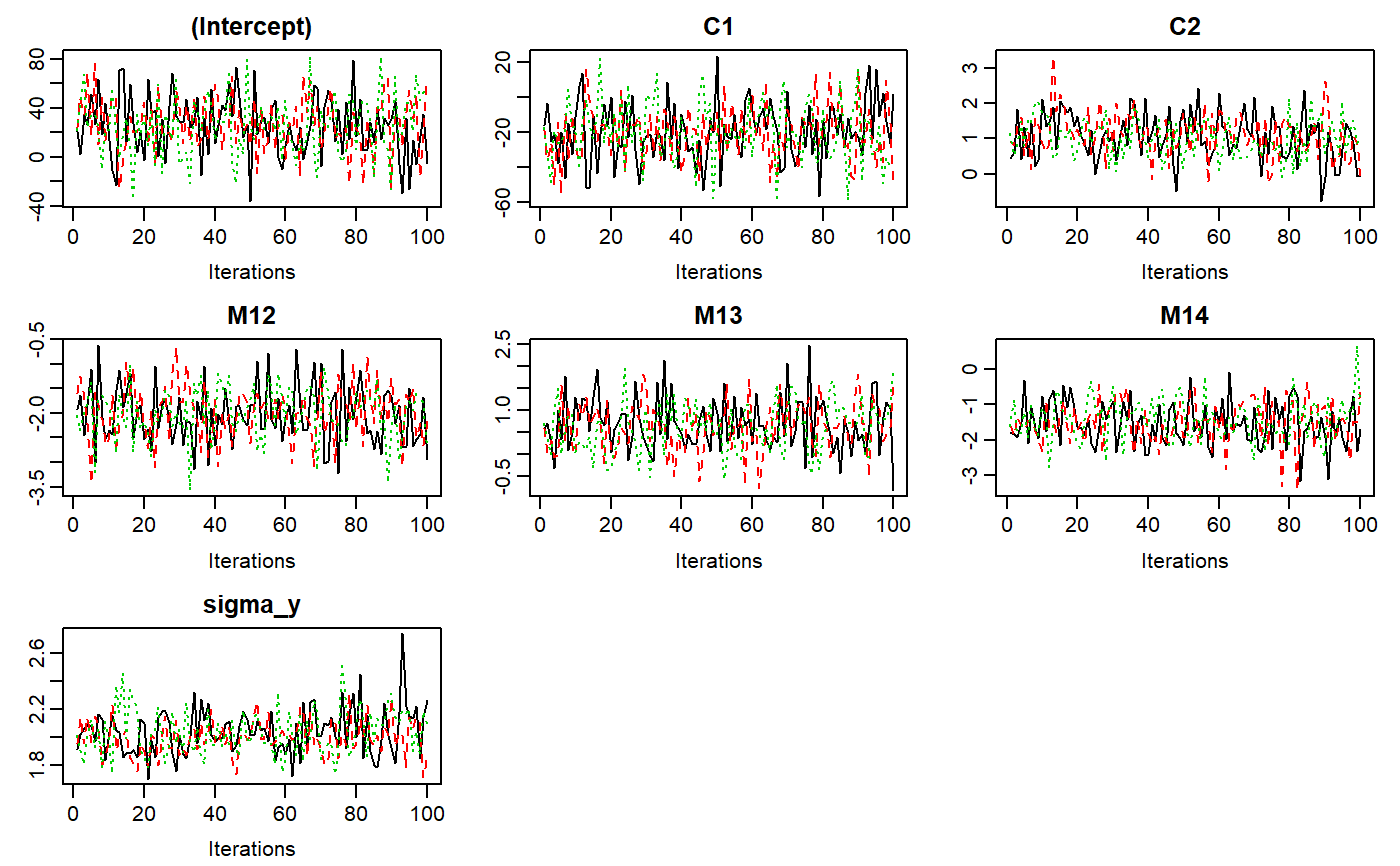 (Intercept)
80
40
0
-40
0 20 40 60 80 100
Iterations
C1
20
-20
-60
0 20 40 60 80 100
Iterations
C2
3
2
1
0
0 20 40 60 80 100
Iterations
M12
-0.5
-2.0
-3.5
0 20 40 60 80 100
Iterations
M13
2.5
1.0
-0.5
0 20 40 60 80 100
Iterations
M14
0
-1
-2
-3
0 20 40 60 80 100
Iterations
sigma_y
2.6
2.2
1.8
0 20 40 60 80 100
Iterations